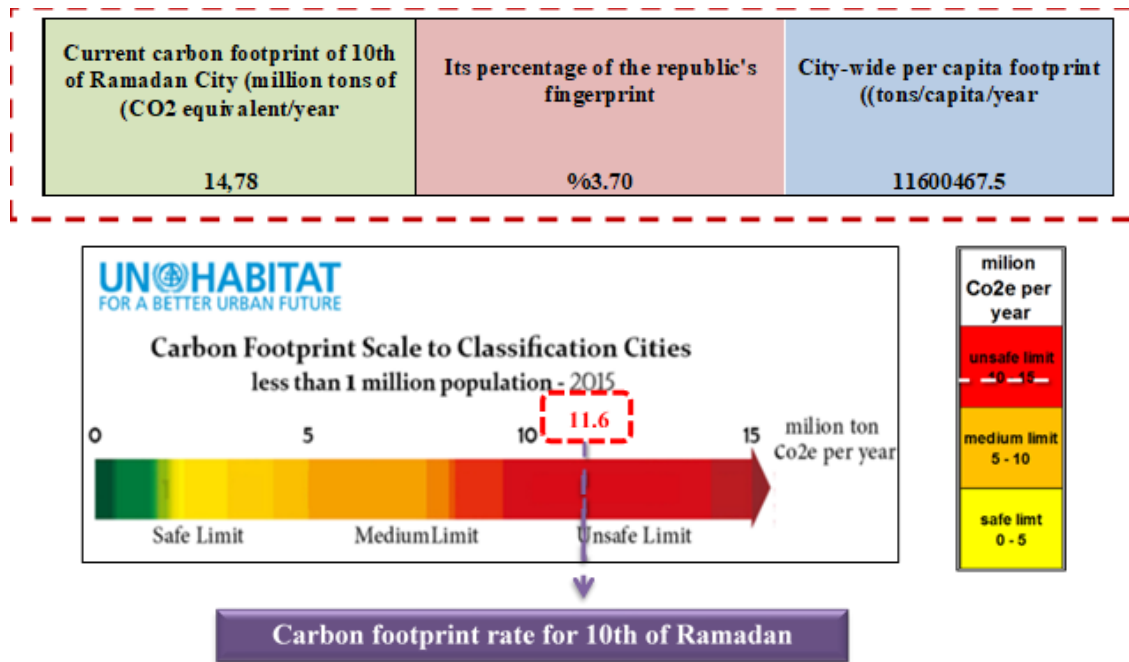 Current carbon footprint of 10th
of Ramadan City (million tons of
(CO2 equivalent/year
14,78
Its percentage of the republic's
fingerprint
%3.70
City-wide per capita footprint
((tons/capita/year
11600467.5
UN HABITAT
FOR A BETTER URBAN FUTURE
Carbon Footprint Scale to Classification Cities
less than 1 million population - 2015
11.6
0 5 10 15
milion ton
Co2e per year
Safe Limit Medium Limit Unsafe Limit
Carbon footprint rate for 10th of Ramadan
milion
Co2e per
year
unsafe limit
10 - 15
medium limit
5 - 10
safe limt
0 - 5